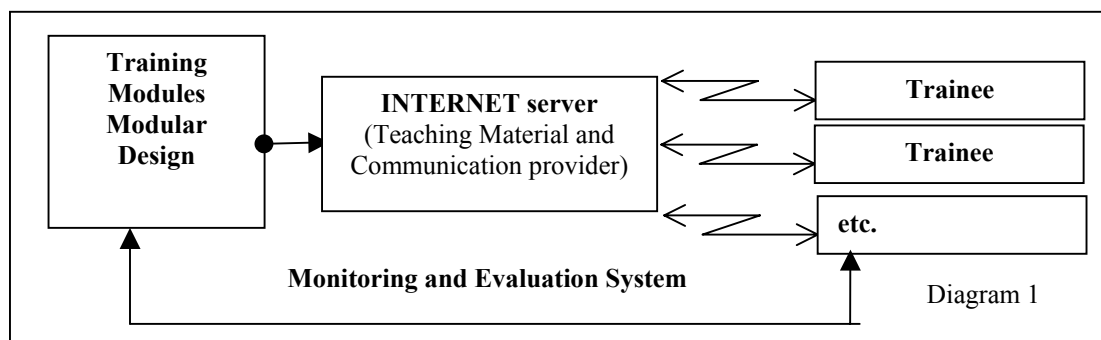 Training
Modules
Modular
Design
INTERNET server
(Teaching Material and
Communication provider)
Trainee
Trainee
etc.
Monitoring and Evaluation System
Diagram 1